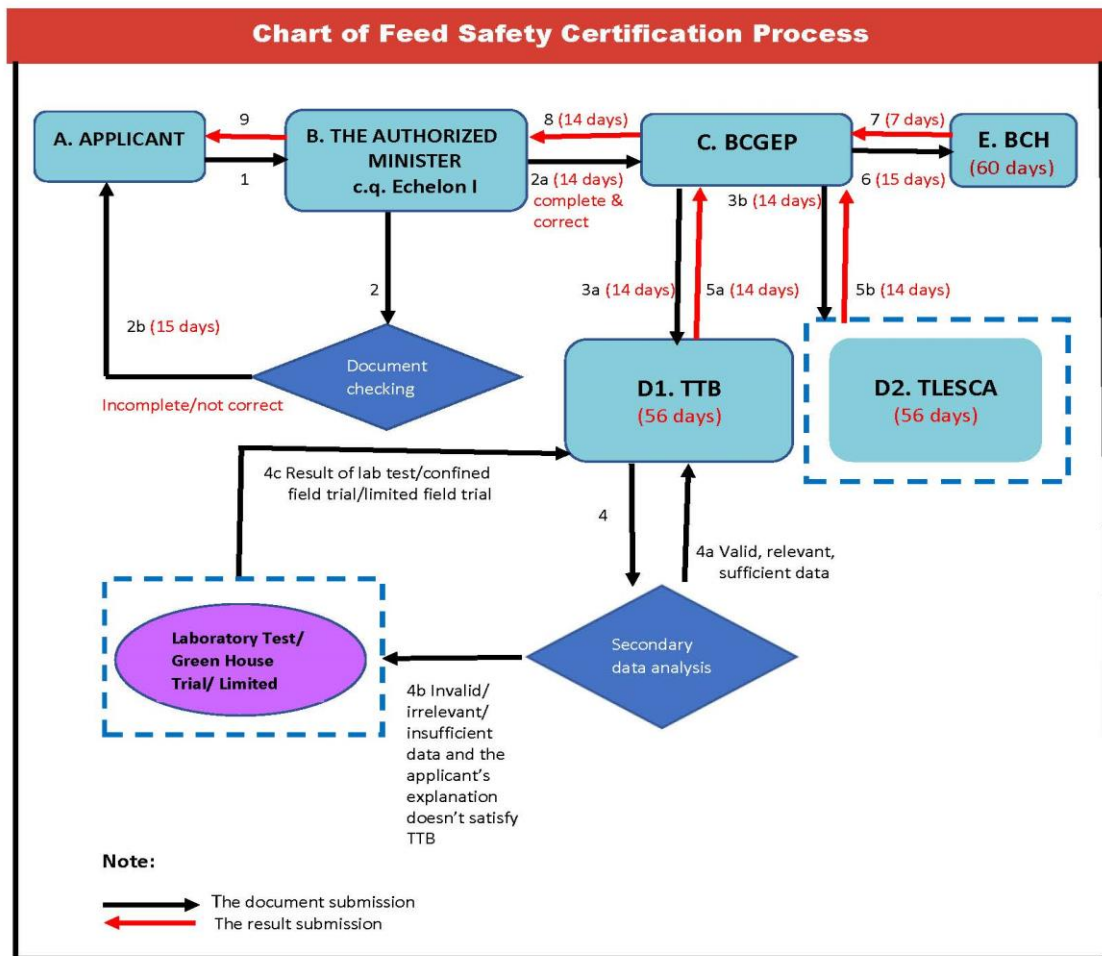 Chart of Feed Safety Certification Process
A. APPLICANT
9
1
B. THE AUTHORIZED
MINISTER
c.q. Echelon I
8 (14 days)
2a (14 days)
complete &
correct
C. BCGEP
7 (7 days)
6 (15 days)
E. BCH
(60 days)
2
2b (15 days)
Incomplete/not correct
Document
checking
3a (14 days)
5a (14 days)
3b (14 days)
5b (14 days)
D1. TTB
(56 days)
D2. TLESCA
(56 days)
4c Result of lab test/confined
field trial/limited field trial
4
4a Valid, relevant,
sufficient data
Laboratory Test/
Green House
Trial/ Limited
Secondary
data analysis
4b Invalid/
irrelevant/
insufficient
data and the
applicant's
explanation
doesn't satisfy
TTB
Note:
The document submission
The result submission